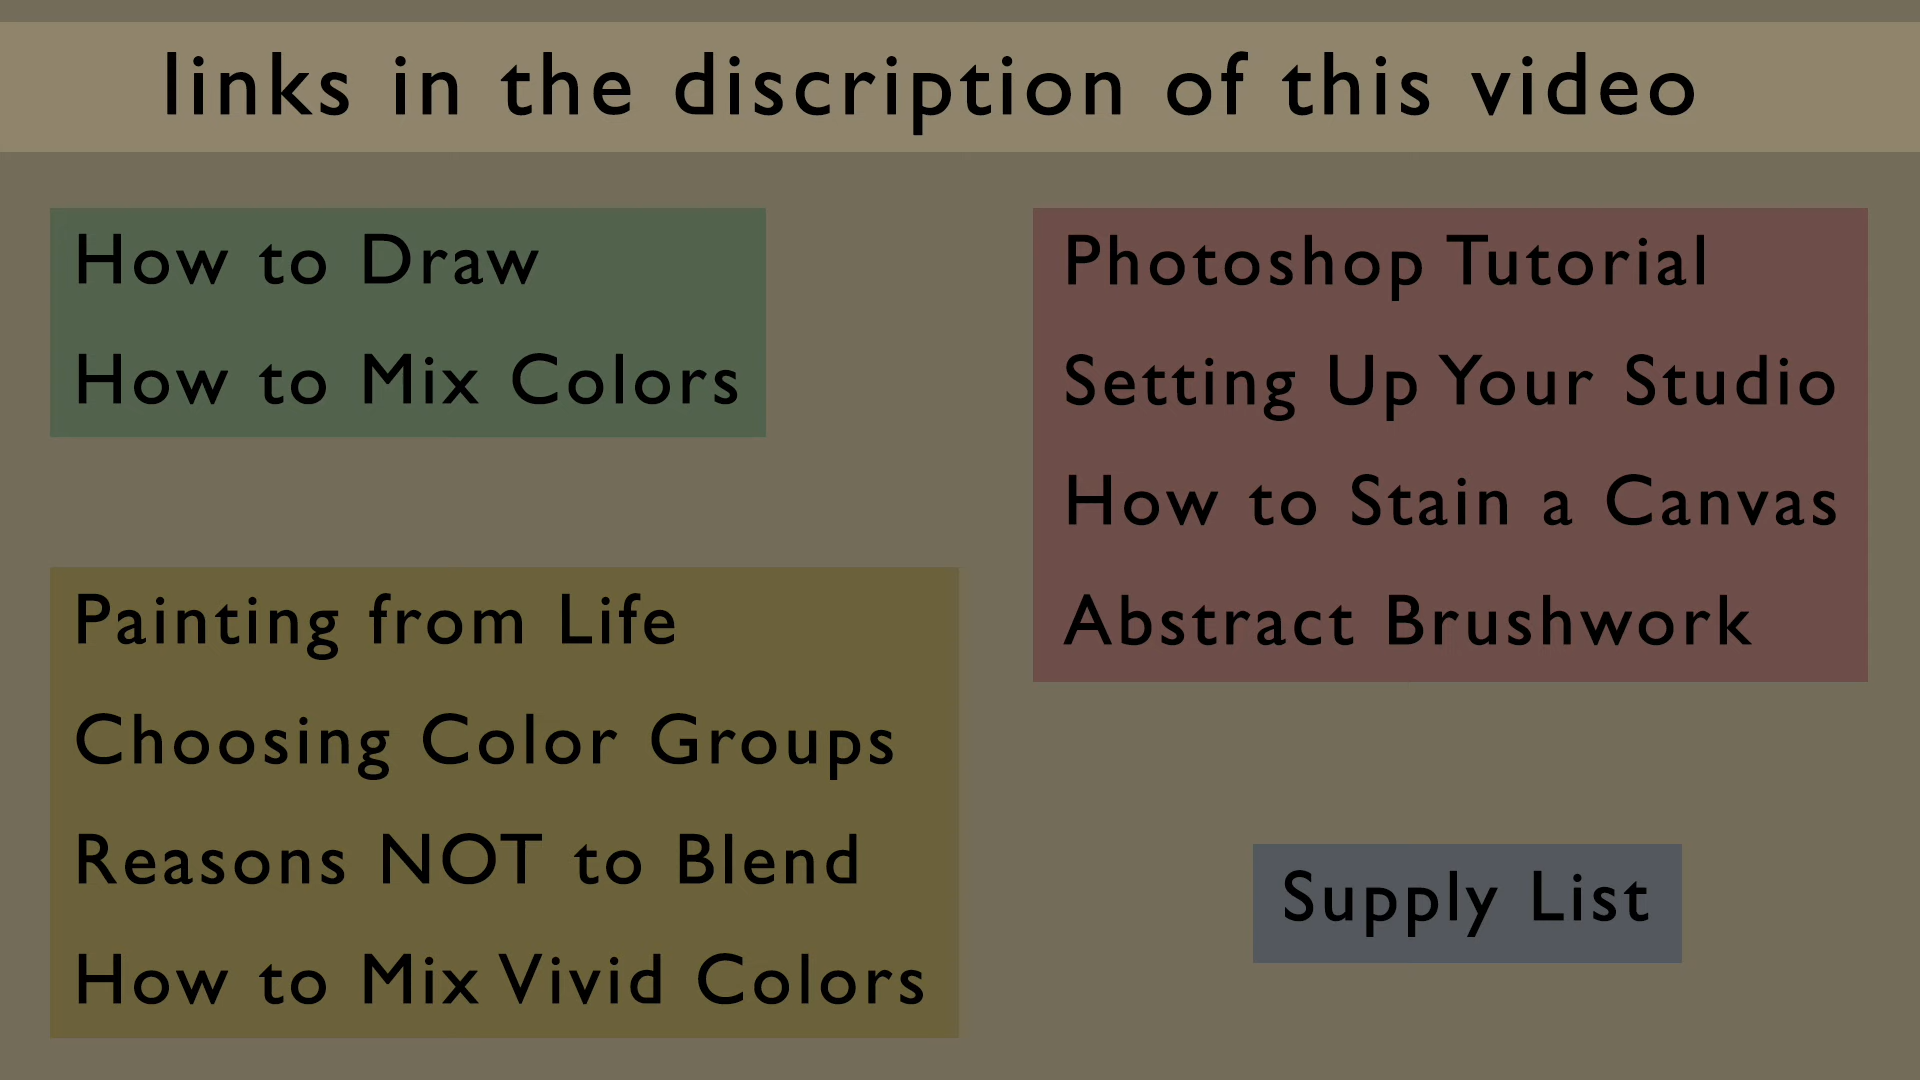 links in the discription of this video
How to Draw
How to Mix Colors
Painting from Life
Choosing Color Groups
Reasons NOT to Blend
How to Mix Vivid Colors
Photoshop Tutorial
Setting Up Your Studio
How to Stain a Canvas
Abstract Brushwork
Supply List